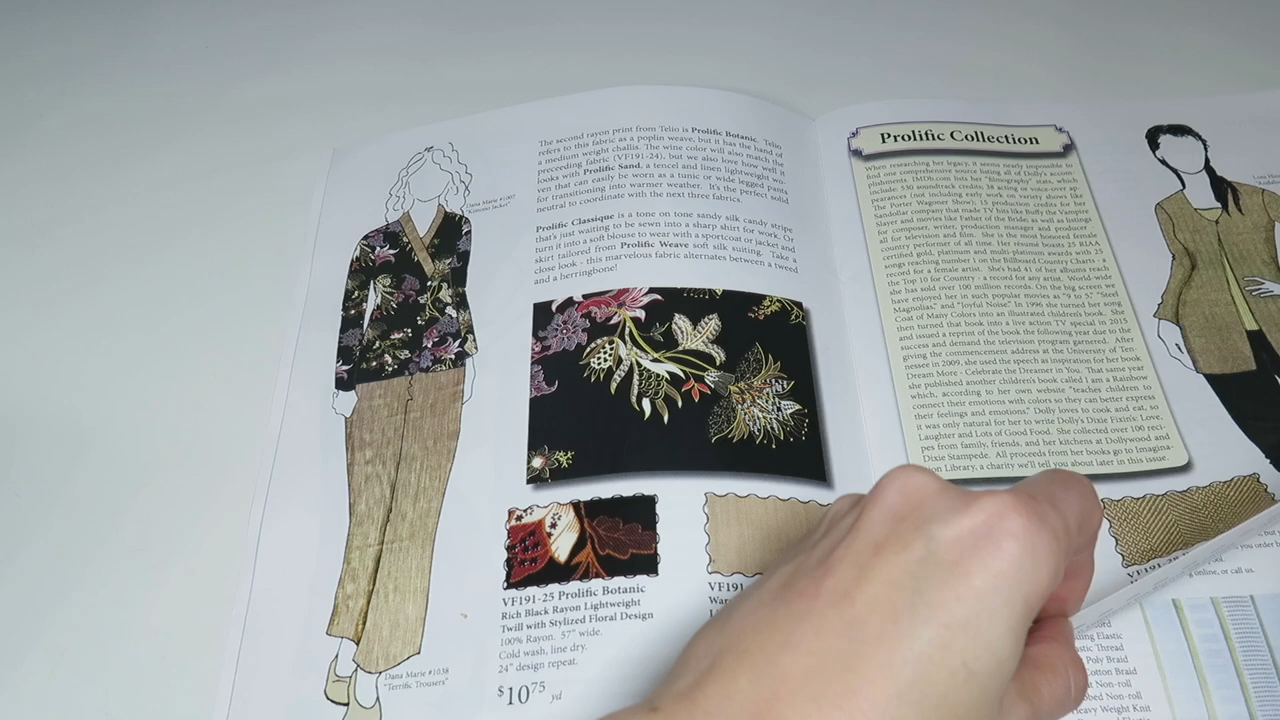 Dana Marie #1007
"Kimono Jacket"
The second rayon print from Telio is Prolific Botanic. Telio
refers to this fabric as a poplin weave, but it has the hand of
a medium weight challis. The wine color will also match the
preceeding fabric (VF191-24), but we also love how well it
looks with Prolific Sand, a tencel and linen lightweight wo-
ven that can easily be worn as a tunic or wide legged pants
for transitioning into warmer weather. It's the perfect solid
neutral to coordinate with the next three fabrics.
Prolific Classique is a tone on tone sandy silk candy stripe
that's just waiting to be sewn into a sharp shirt for work. Or
turn it into a soft blouse to wear with a sportcoat or jacket and
skirt tailored from Prolific Weave soft silk suiting. Take a
close look - this marvelous fabric alternates between a tweed
and a herringbone!
VF191-25 Prolific Botanic
Rich Black Rayon Lightweight
Twill with Stylized Floral Design
100% Rayon. 57" wide.
Cold wash, line dry.
24" design repeat.
$10.75 yd
Dana Marie #1038
"Terrific Trousers"
VF191-
Prolific Collection
When researching her legacy, it seems nearly impossible to
find one comprehensive source listing all of Dolly's accom-
plishments. IMDb.com lists her "filmography" stats, which
include: 530 soundtrack credits; 38 acting or voice-over ap-
pearances (not including early work on variety shows like
The Porter Wagoner Show); 15 production credits for her
Sandollar company that made TV hits like Buffy the Vampire
Slayer and movies like Father of the Bride, as well as listings
for composer, writer, production manager and producer
all for television and film. She is the most honored female
country performer of all time. Her résumé boasts 25 RIAA
certified gold, platinum and multi-platinum awards with 25
songs reaching number 1 on the Billboard Country Charts - a
record for a female artist. She's had 41 of her albums reach
the Top 10 for Country - a record for any artist. World-wide
she has sold over 100 million records. On the big screen we
have enjoyed her in such popular movies as "9 to 5," "Steel
Magnolias," and "Joyful Noise." In 1996 she turned her song
Coat of Many Colors into an illustrated children's book. She
then turned that book into a live action TV special in 2015
and issued a reprint of the book the following year due to the
success and demand the television program garnered. After
giving the commencement address at the University of Ten-
nessee in 2009, she used the speech as inspiration for her book
Dream More - Celebrate the Dreamer in You. That same year
she published another children's book called I am a Rainbow
which, according to her own website "teaches children to
connect their emotions with colors so they can better express
their feelings and emotions." Dolly loves to cook and eat, so
it was only natural for her to write Dolly's Dixie Fixin's: Love,
Laughter and Lots of Good Food. She collected over 100 reci-
pes from family, friends, and her kitchens at Dollywood and
Dixie Stampede. All proceeds from her books go to Imagina-
tion Library, a charity we'll tell you about later in this issue.
you order b
online, or call us.
Elastic
Thread
Poly Braid
Cotton Braid
Non-roll
Non-roll
Heavy Weight Knit